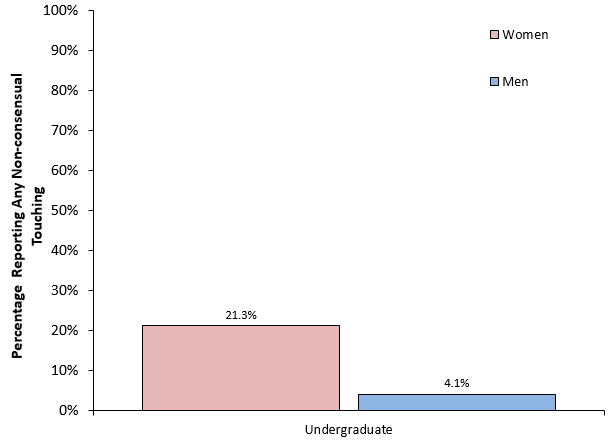 100%
90%
80%
70%
60%
50%
40%
30%
20%
10%
0%
Percentage Reporting Any Non-consensual
Touching
Women
Men
21.3%
4.1%
Undergraduate